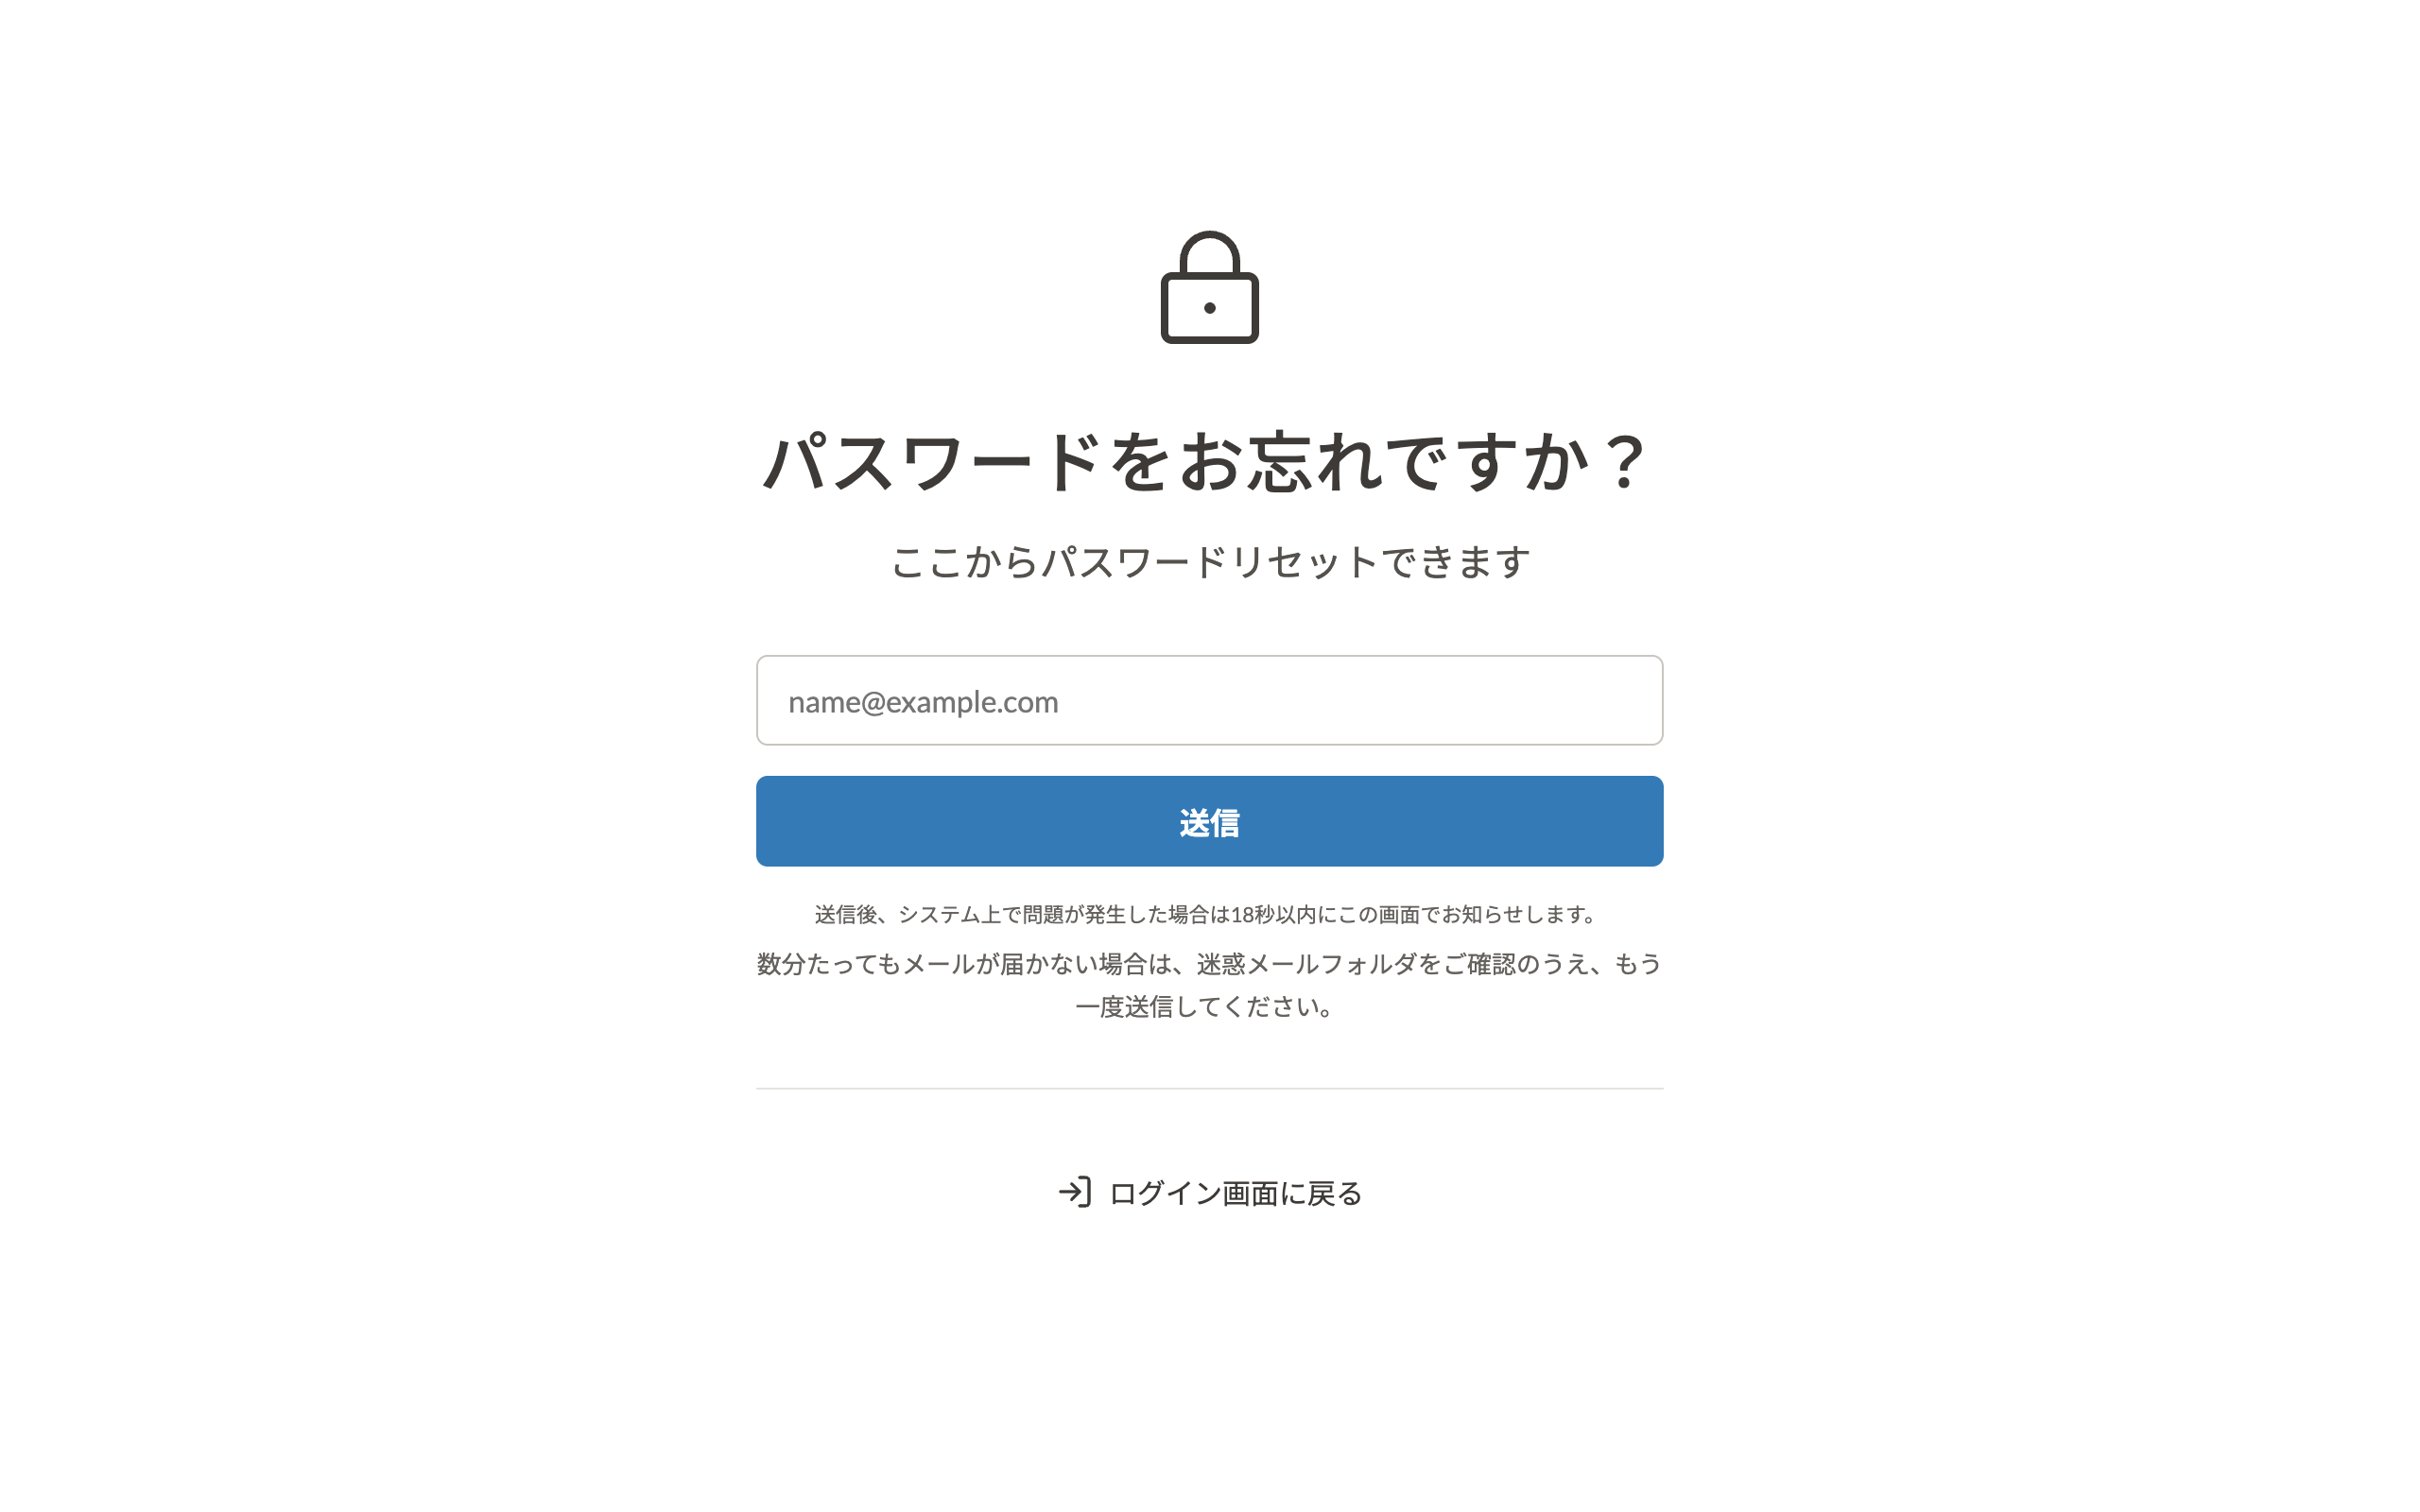 パスワードをお忘れですか？
ここからパスワードリセットできます
name@example.com
送信
送信後、システム上で問題が発生した場合は18秒以内にこの画面でお知らせします。
数分たってもメールが届かない場合は、迷惑メールフォルダをご確認のうえ、もう
一度送信してください。
ログイン画面に戻る